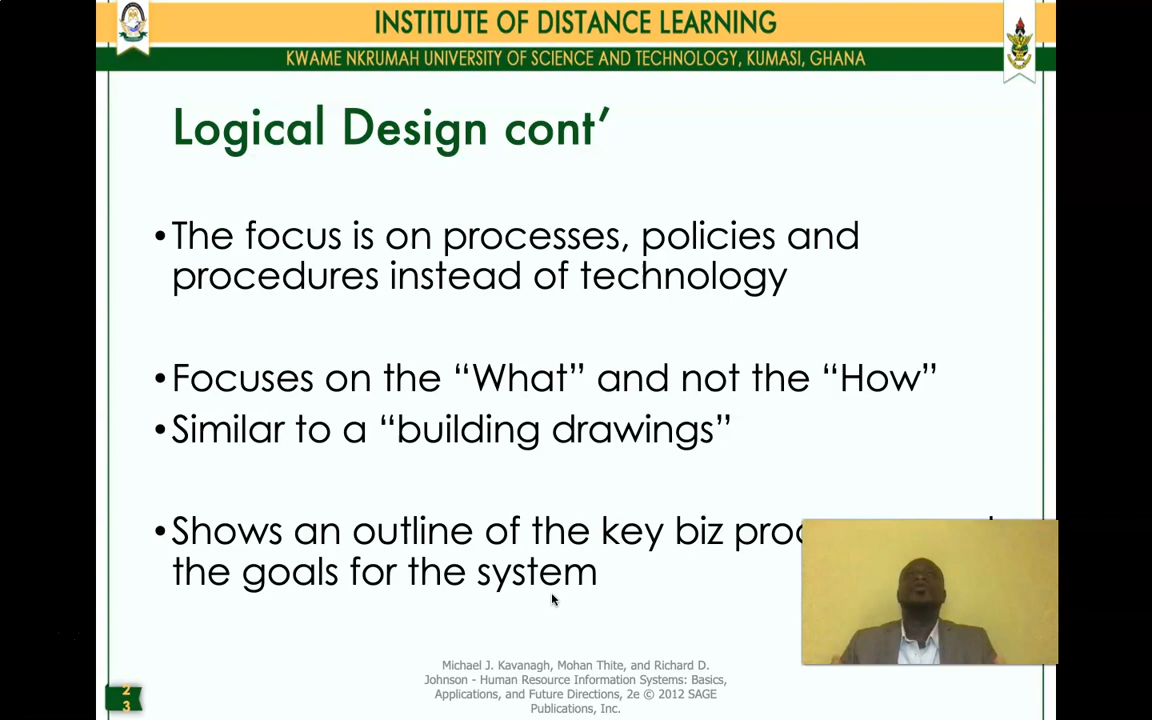 INSTITUTE OF DISTANCE LEARNING
KWAME NKRUMAH UNIVERSITY OF SCIENCE AND TECHNOLOGY, KUMASI, GHANA
Logical Design cont’
•The focus is on processes, policies and
procedures instead of technology
•Focuses on the “What” and not the “How”
•Similar to a “building drawings”
•Shows an outline of the key biz
the goals for the system
Michael J. Kavanagh, Mohan Thite, and Richard D.
Johnson - Human Resource Information Systems: Basics,
Applications, and Future Directions, 2e © 2012 SAGE
Publications, Inc.
2
3